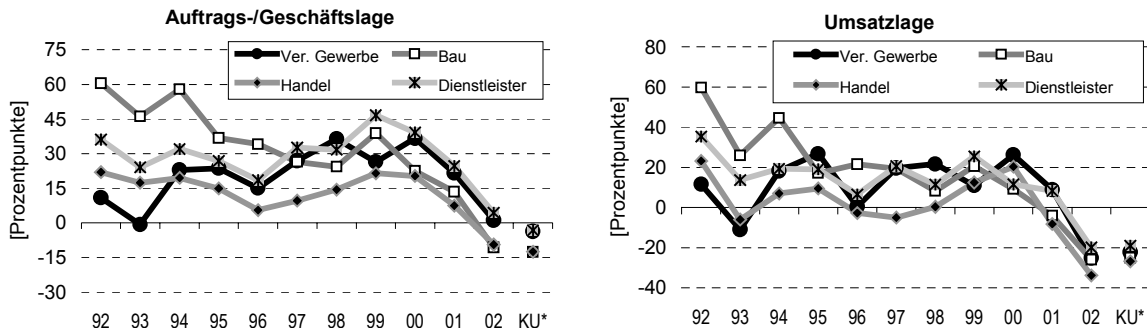 Auftrags-/Geschäftslage
[Prozentpunkte]
75
60
45
30
15
0
-15
-30
Ver. Gewerbe
Bau
Handel
Dienstleister
92 93 94 95 96 97 98 99 00 01 02 KU*
Umsatzlage
[Prozentpunkte]
80
60
40
20
0
-20
-40
Ver. Gewerbe
Bau
Handel
Dienstleister
92 93 94 95 96 97 98 99 00 01 02 KU*